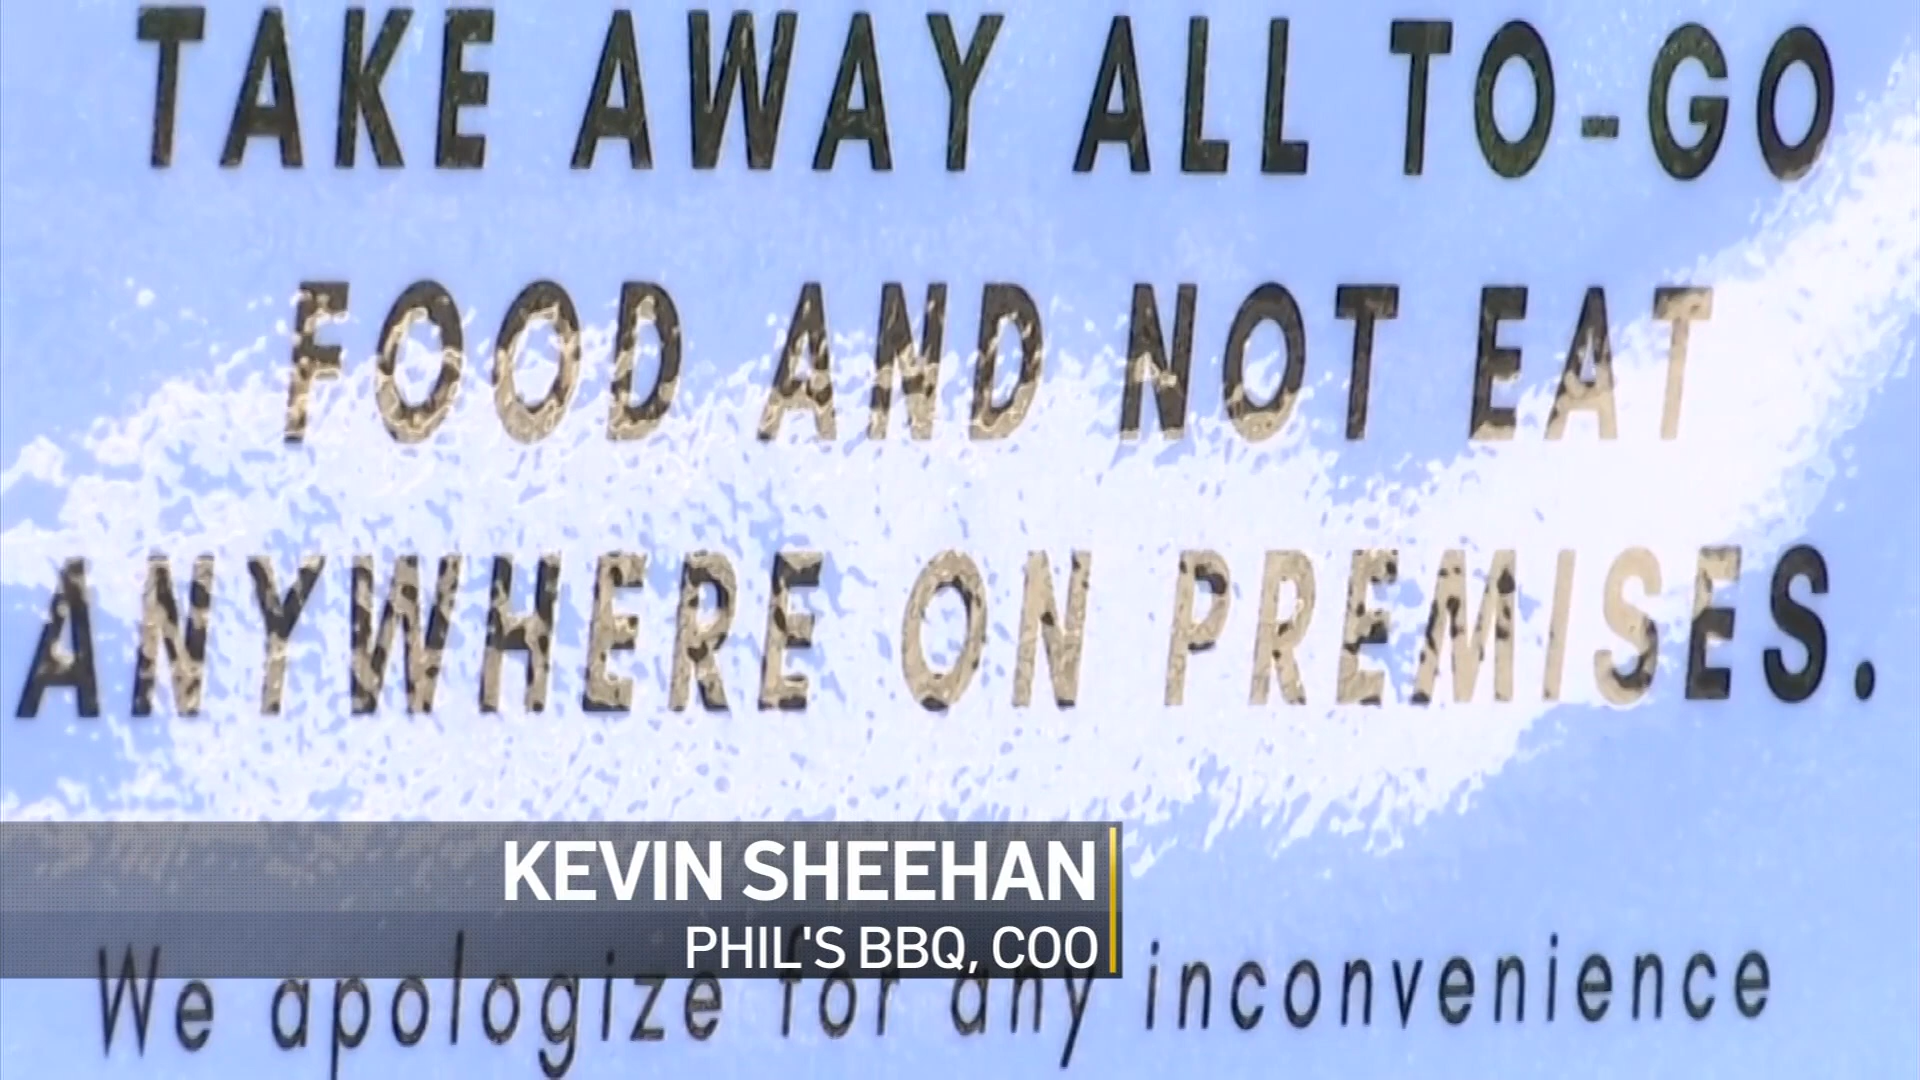 TAKE AWAY ALL TO-GO
FOOD AND NOT EAT
ANYWHERE ON PREMISES.
KEVIN SHEEHAN
PHIL'S BBQ, COO
We apologize for any inconvenience